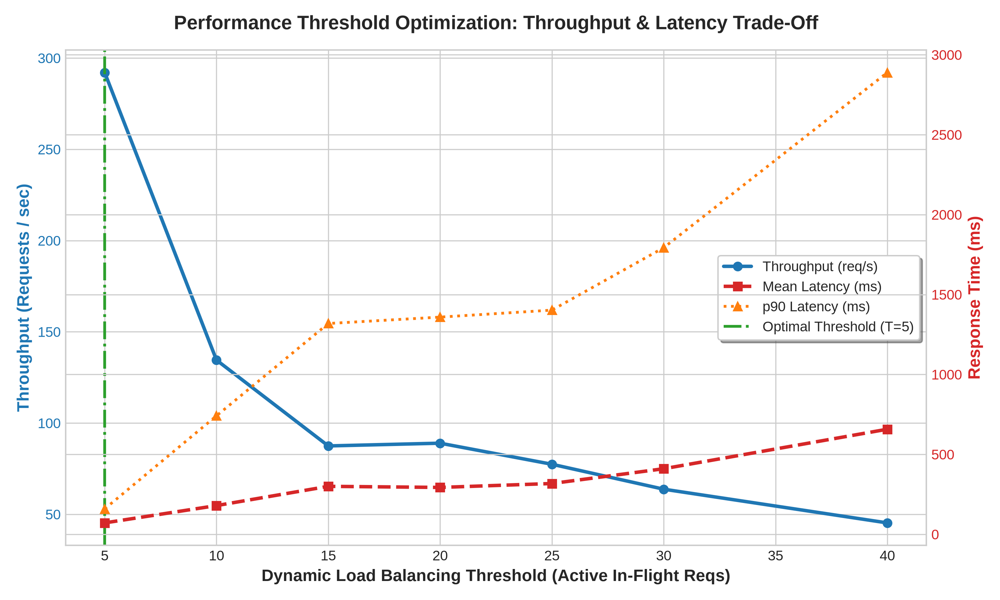 Performance Threshold Optimization: Throughput & Latency Trade-Off
Throughput (Requests / sec)
300
250
200
150
100
50
3000
2500
2000
1500
1000
500
0
Response Time (ms)
Throughput (req/s)
Mean Latency (ms)
p90 Latency (ms)
Optimal Threshold (T=5)
5 10 15 20 25 30 35 40
Dynamic Load Balancing Threshold (Active In-Flight Reqs)